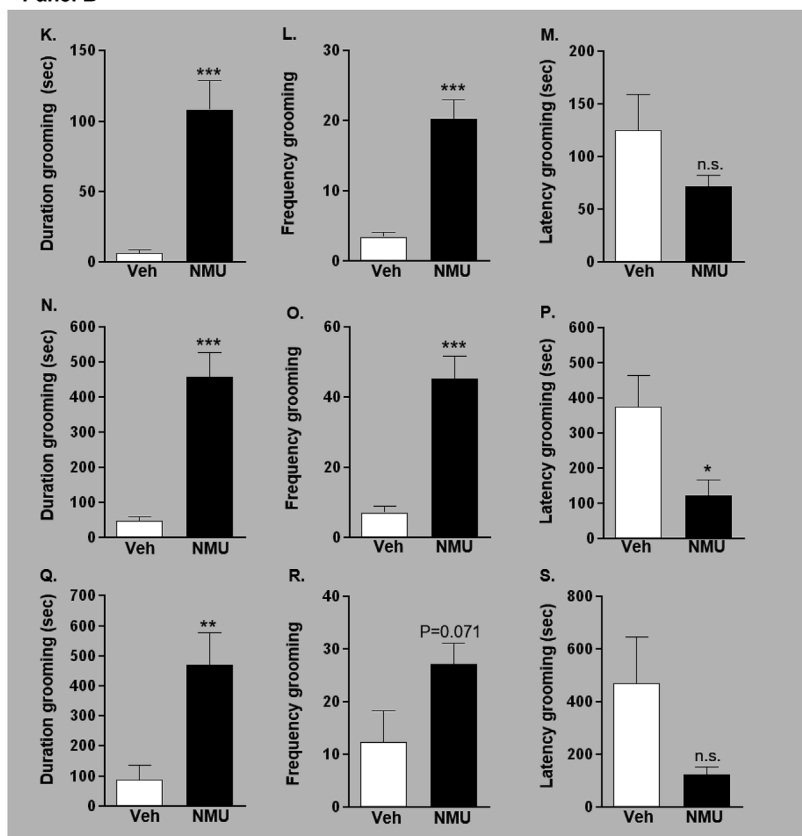 Panel B
K.
Duration grooming (sec)
150
100
50
0
***
Veh NMU
L.
Frequency grooming
30
20
10
0
***
Veh NMU
M.
Latency grooming (sec)
200
150
100
50
0
n.s.
Veh NMU
N.
Duration grooming (sec)
600
500
400
300
200
100
0
***
Veh NMU
O.
Frequency grooming
60
40
20
0
***
Veh NMU
P.
Latency grooming (sec)
600
500
400
300
200
100
0
*
Veh NMU
Q.
Duration grooming (sec)
700
600
500
400
300
200
100
0
**
Veh NMU
R.
Frequency grooming
40
30
20
10
0
P=0.071
Veh NMU
S.
Latency grooming (sec)
800
600
400
200
0
n.s.
Veh NMU